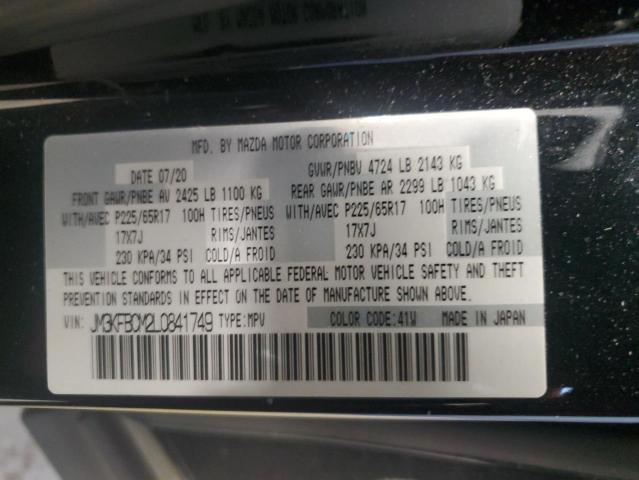 MFD. BY MAZDA MOTOR CORPORATION
DATE 07/20 GVWR/PNBV 4724 LB 2143 KG
FRONT GAWR/PNBE AV 2425 LB 1100 KG REAR GAWR/PNBE AR 2299 LB 1043 KG
WITH/AVEC P225/65R17 100H TIRES/PNEUS WITH/AVEC P225/65R17 100H TIRES/PNEUS
17X7J RIMS/JANTES 17X7J RIMS/JANTES
230 KPA/34 PSI COLD/A FROID 230 KPA/34 PSI COLD/A FROID
THIS VEHICLE CONFORMS TO ALL APPLICABLE FEDERAL MOTOR VEHICLE SAFETY AND THEFT
PREVENTION STANDARDS IN EFFECT ON THE DATE OF MANUFACTURE SHOWN ABOVE.
VIN: JM3KFBCM2L0841749 TYPE:MPV COLOR CODE:41W MADE IN JAPAN